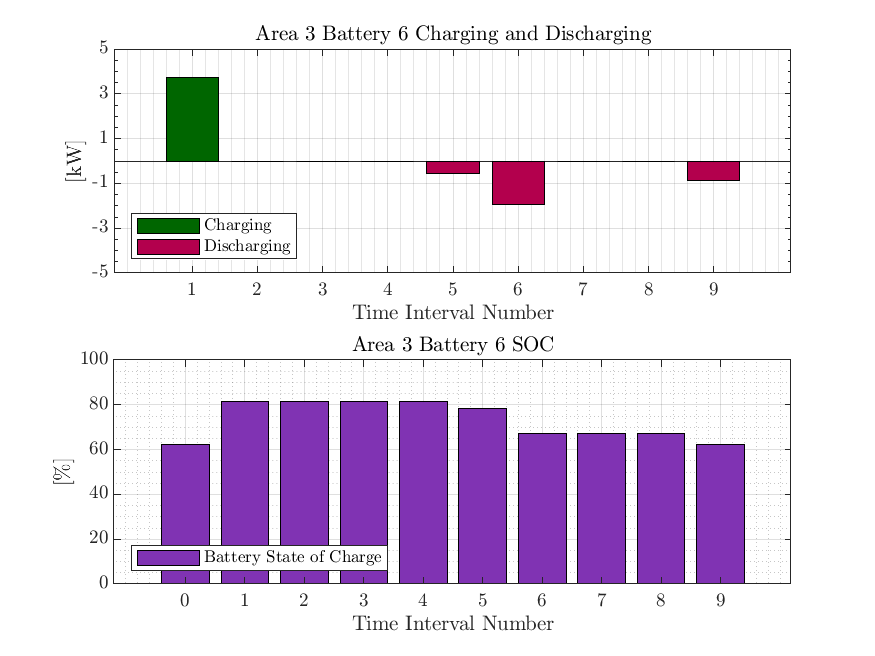 Area 3 Battery 6 Charging and Discharging
5
3
1
-1
-3
-5
[kW]
Charging
Discharging
1 2 3 4 5 6 7 8 9
Time Interval Number
Area 3 Battery 6 SOC
100
80
60
40
20
0
[%]
Battery State of Charge
0 1 2 3 4 5 6 7 8 9
Time Interval Number